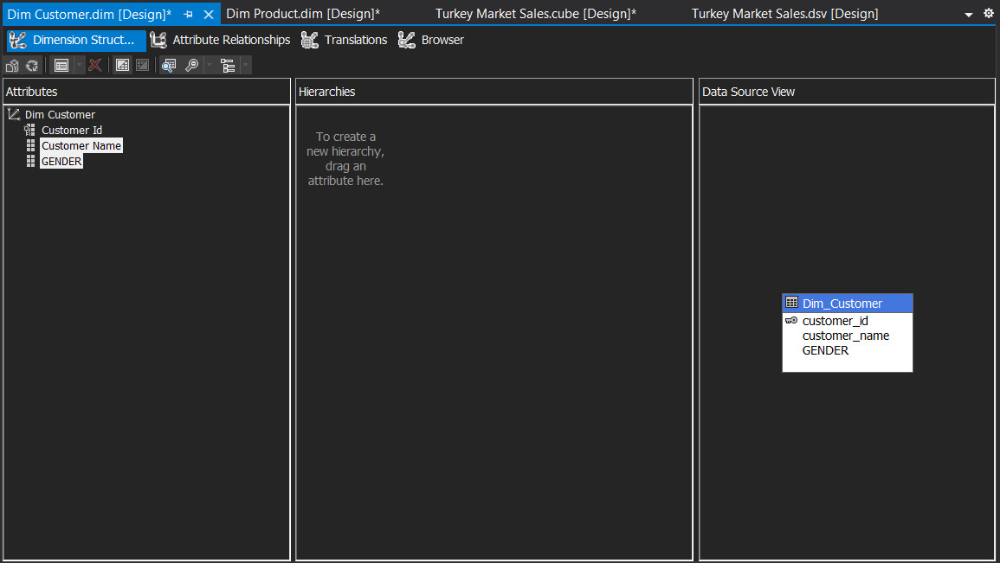 Dim Customer.dim [Design]*
Dim Product.dim [Design]*
Turkey Market Sales.cube [Design]*
Turkey Market Sales.dsv [Design]
Dimension Struct...
Attribute Relationships
Translations
Browser
Attributes
Dim Customer
Customer Id
Customer Name
GENDER
Hierarchies
To create a
new hierarchy,
drag an
attribute here.
Data Source View
Dim_Customer
customer_id
customer_name
GENDER